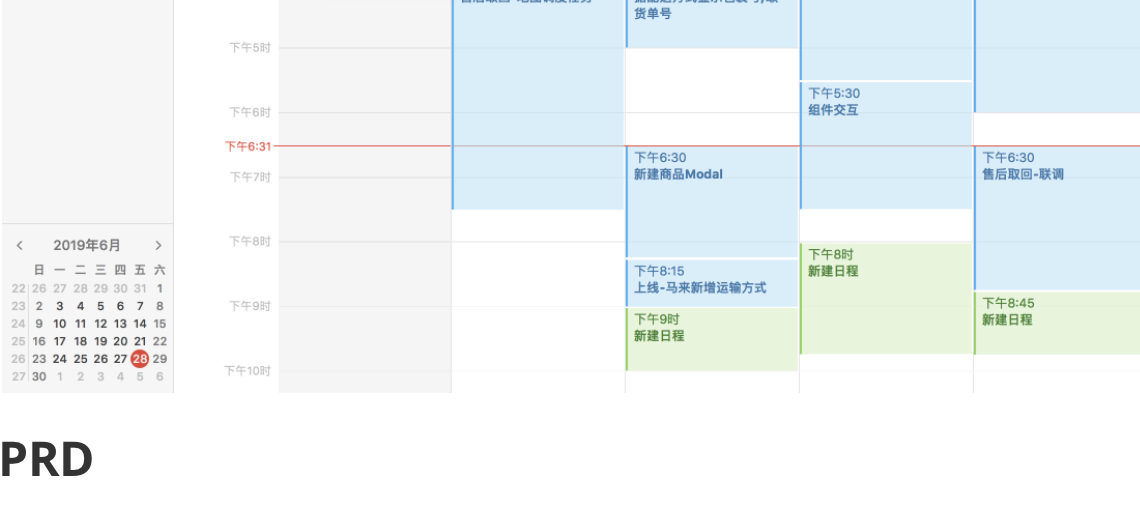 货单号
下午5时
下午5:30
组件交互
下午6时
下午6:31
下午6:30
新建商品Modal
下午6:30
售后取回-联调
下午7时
下午8时
下午8时
新建日程
下午8:15
上线-马来新增运输方式
下午9时
下午9时
新建日程
下午8:45
新建日程
下午10时
2019年6月
日 一 二 三 四 五 六
22 26 27 28 29 30 31 1
23 2 3 4 5 6 7 8
24 9 10 11 12 13 14 15
25 16 17 18 19 20 21 22
26 23 24 25 26 27 28 29
27 30 1 2 3 4 5 6
PRD